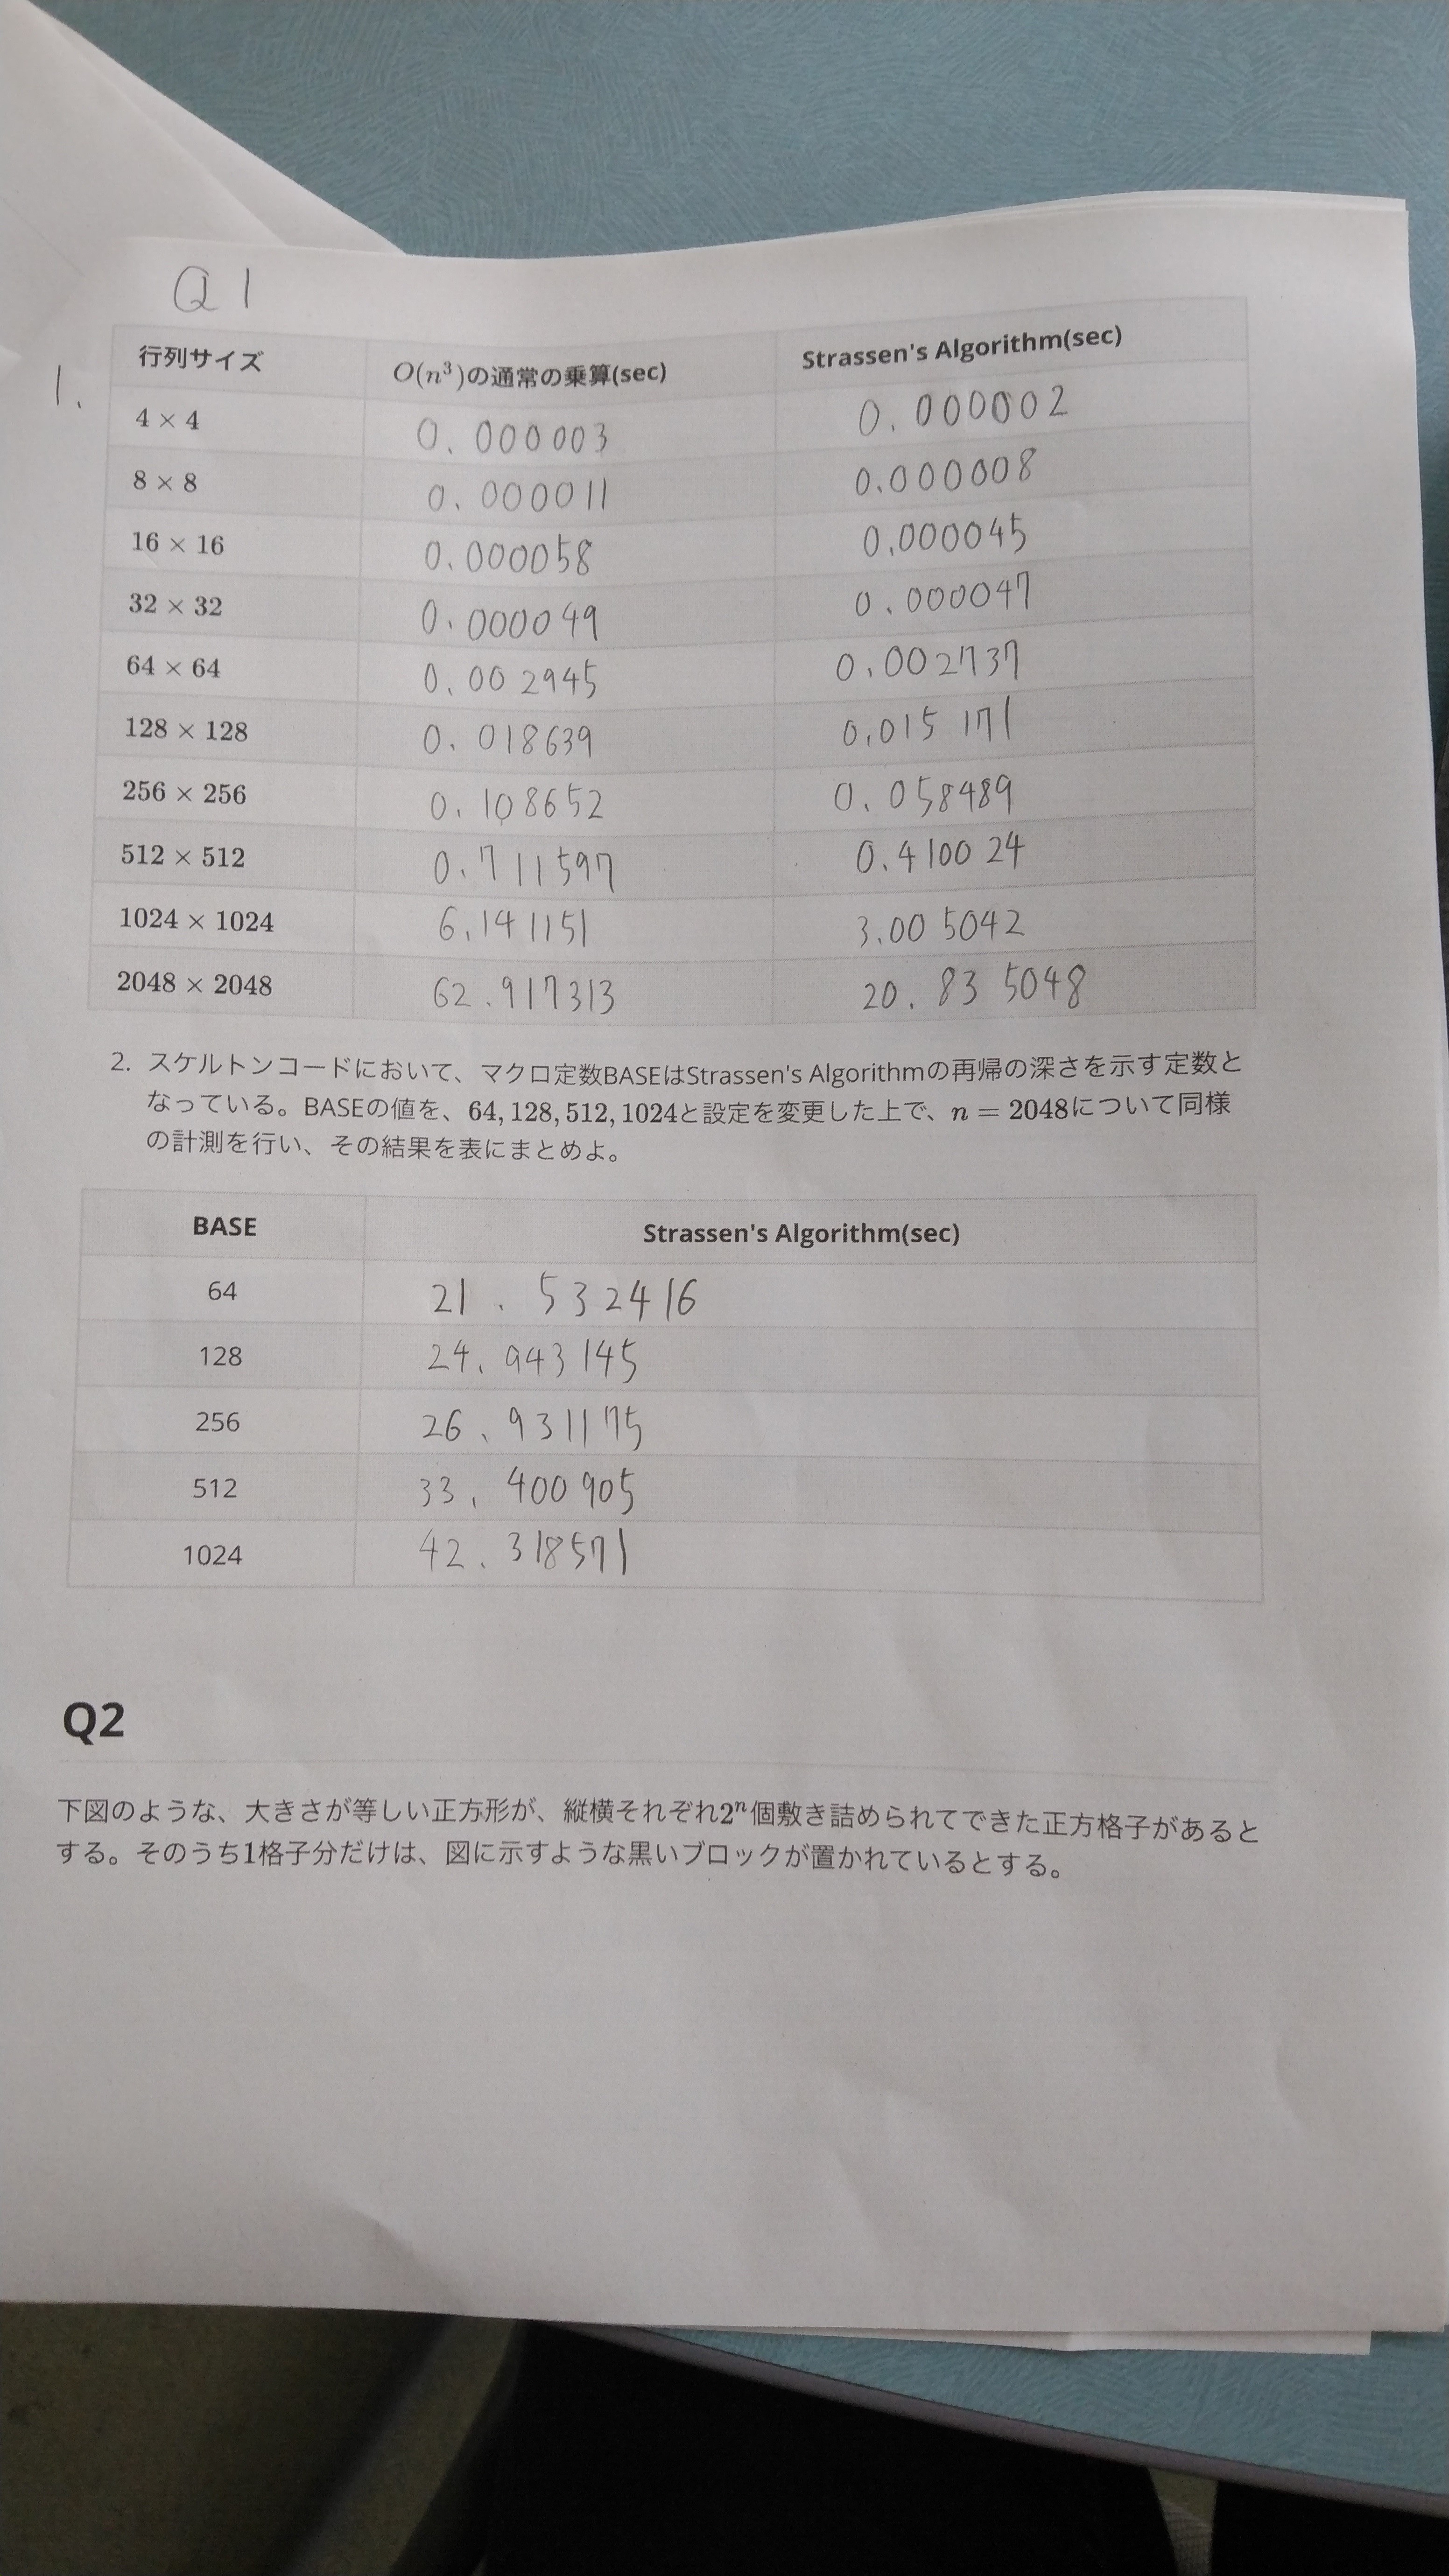 Q1
1.
行列サイズ O(n³)の通常の乗算(sec) Strassen's Algorithm(sec)
4 × 4 0.000003 0.000002
8 × 8 0.000011 0.000008
16 × 16 0.000058 0.000045
32 × 32 0.000049 0.000047
64 × 64 0.002945 0.002737
128 × 128 0.018639 0.015171
256 × 256 0.108652 0.058489
512 × 512 0.711597 0.410024
1024 × 1024 6.141151 3.005042
2048 × 2048 62.917313 20.835048
2. スケルトンコードにおいて、マクロ定数BASEはStrassen's Algorithmの再帰の深さを示す定数と
なっている。BASEの値を、64, 128, 512, 1024と設定を変更した上で、n = 2048について同様
の計測を行い、その結果を表にまとめよ。
BASE Strassen's Algorithm(sec)
64 21.532416
128 24.943145
256 26.931175
512 33.400905
1024 42.318571
Q2
下図のような、大きさが等しい正方形が、縦横それぞれ2ⁿ個敷き詰められてできた正方格子があると
する。そのうち1格子分だけは、図に示すような黒いブロックが置かれているとする。